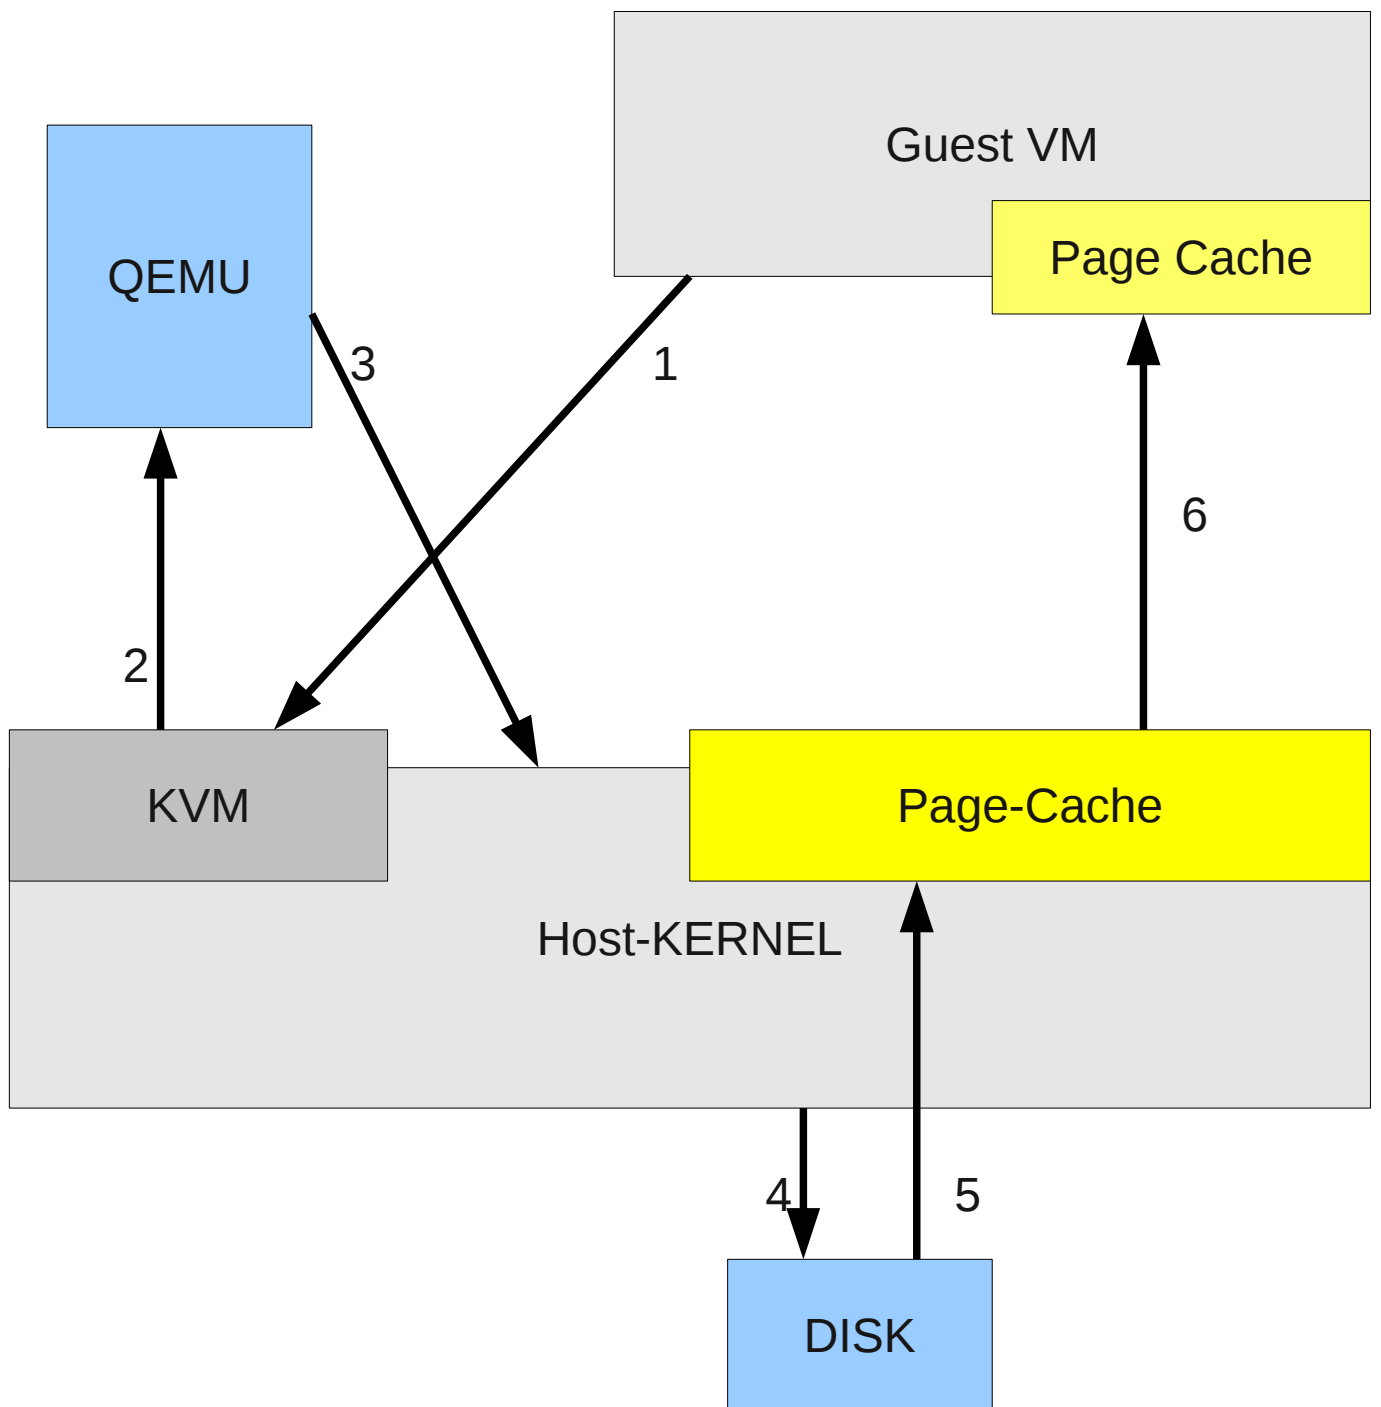 Guest VM
Page Cache
QEMU
3
1
6
2
KVM
Page-Cache
Host-KERNEL
4
5
DISK